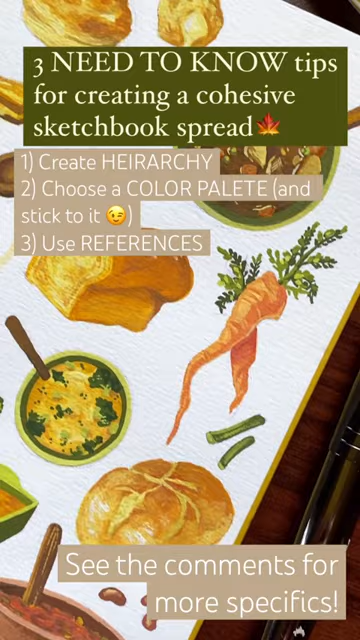 3 NEED TO KNOW tips
for creating a cohesive
sketchbook spread🍁
1) Create HEIRARCHY
2) Choose a COLOR PALETE (and
stick to it 😉)
3) Use REFERENCES
See the comments for
more specifics!